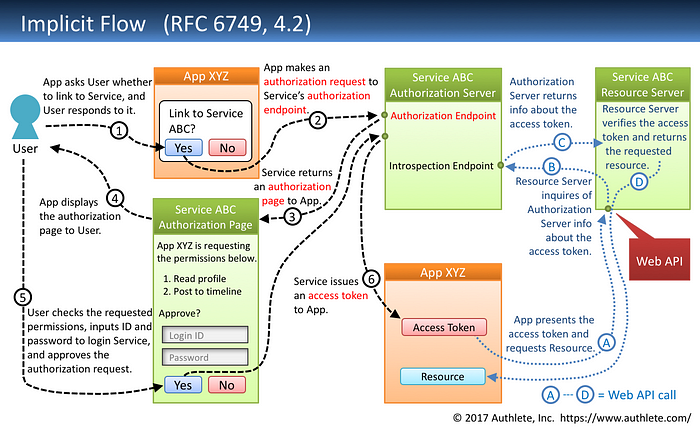 Implicit Flow (RFC 6749, 4.2)
App asks User whether
to link to Service, and
User responds to it.
User
1
App XYZ
Link to Service
ABC?
Yes
No
App makes an
authorization request to
Service's authorization
endpoint.
2
Service ABC
Authorization Server
Authorization Endpoint
Introspection Endpoint
Authorization
Server returns
info about the
access token.
C
B
Service ABC
Resource Server
Resource Server
verifies the access
token and returns
the requested
resource.
D
Resource Server
inquires of
Authorization
Server info
about the
access token.
Web API
Service returns
an authorization
page to App.
3
4
App displays
the authorization
page to User.
Service ABC
Authorization Page
App XYZ is requesting
the permissions below.
1. Read profile
2. Post to timeline
Approve?
Login ID
Password
Yes
No
5
User checks the requested
permissions, inputs ID and
password to login Service,
and approves the
authorization request.
6
Service issues
an access token
to App.
App XYZ
Access Token
Resource
App presents
the access token and
requests Resource.
A
A --- D = Web API call
© 2017 Authlete, Inc. https://www.authlete.com/